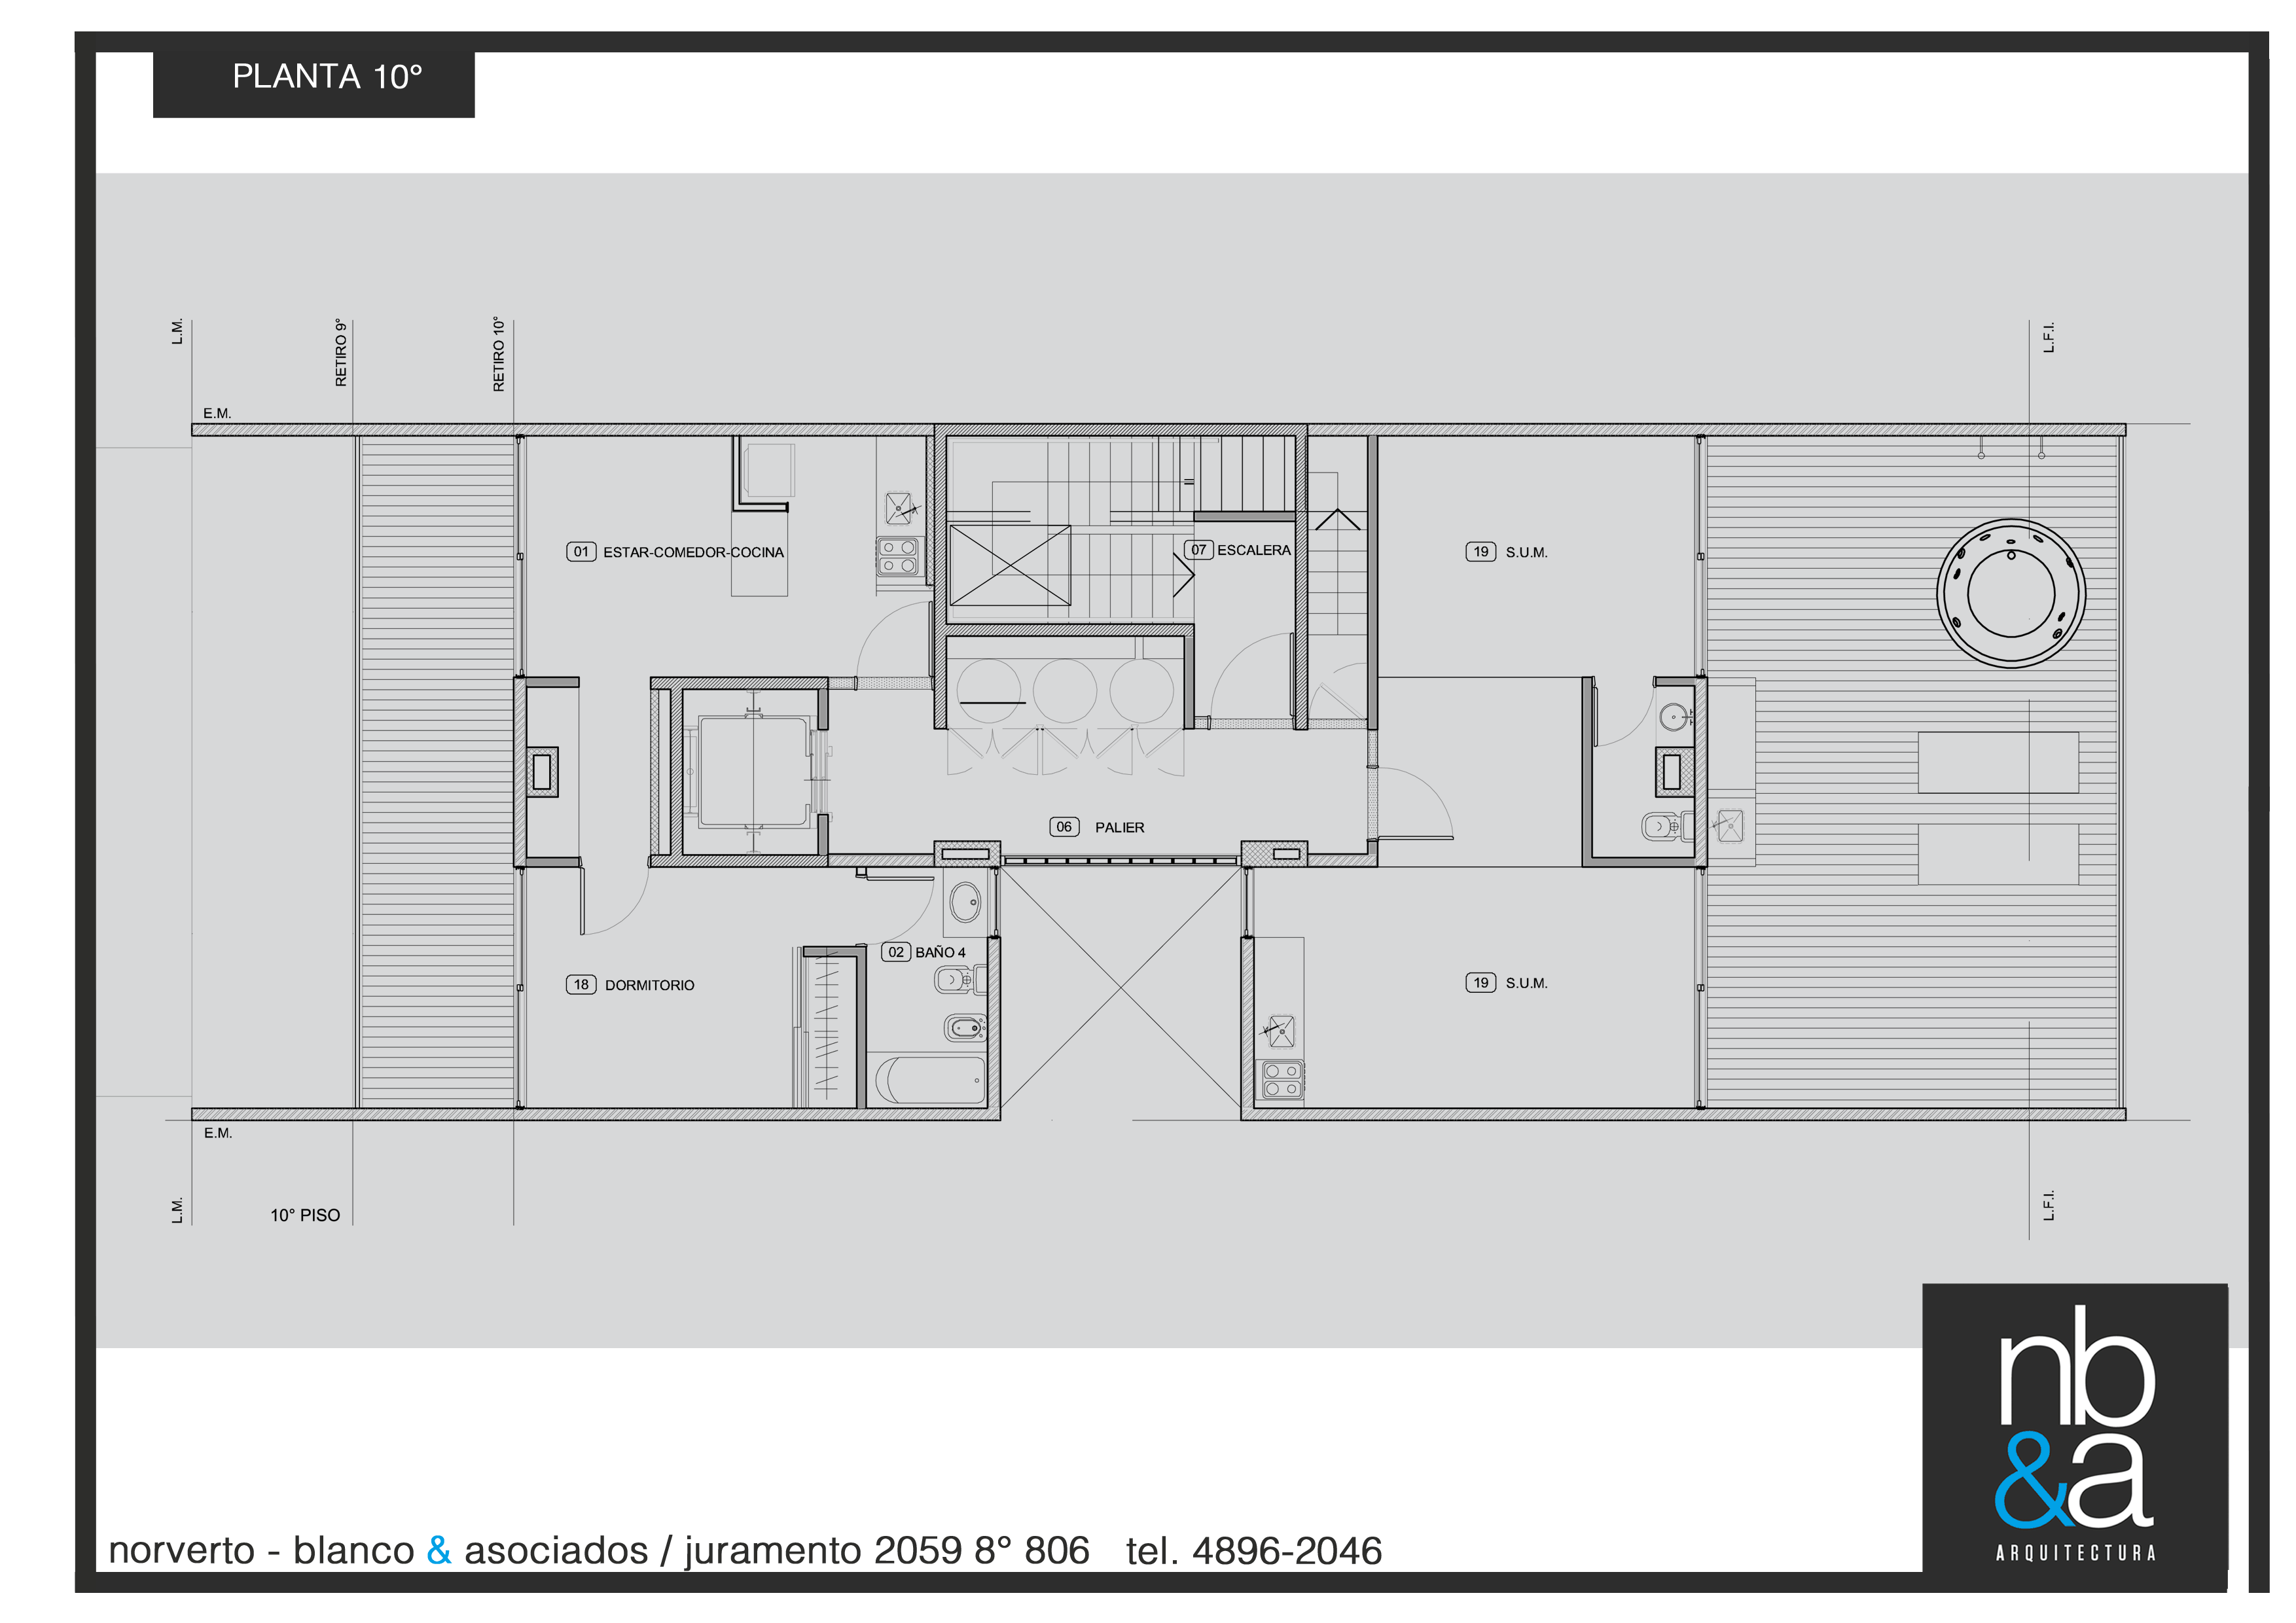 PLANTA 10°
L.M.
RETIRO 9°
RETIRO 10°
L.F.I.
E.M.
01 ESTAR-COMEDOR-COCINA
07 ESCALERA
19 S.U.M.
06 PALIER
02 BAÑO 4
18 DORMITORIO
19 S.U.M.
E.M.
L.M.
10° PISO
L.F.I.
nb
&a
ARQUITECTURA
norverto - blanco & asociados / juramento 2059 8° 806 tel. 4896-2046